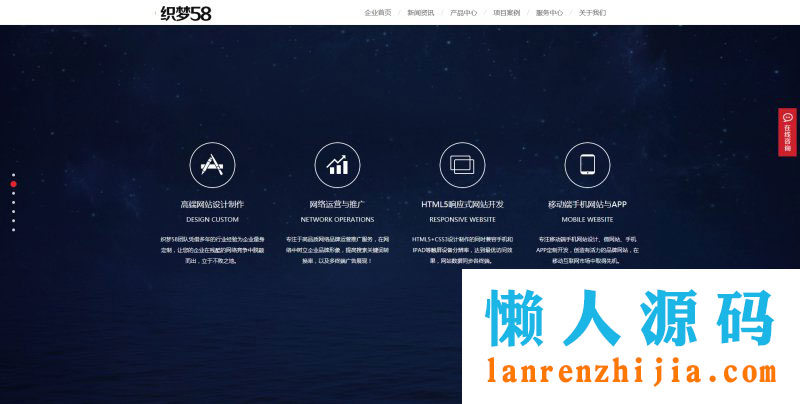 织梦58
企业首页 / 新闻资讯 / 产品中心 / 项目案例 / 服务中心 / 关于我们
在线咨询
高端网站设计制作
DESIGN CUSTOM
织梦58团队凭借多年的行业经验为企业量身
定制，让您的企业在残酷的网络竞争中脱颖
而出，立于不败之地。
网络运营与推广
NETWORK OPERATIONS
专注于高品质网络品牌运营推广服务，在网
络中树立企业品牌形象，提高搜索关键词转
换率，以及多终端广告展现！
HTML5响应式网站开发
RESPONSIVE WEBSITE
HTML5+CSS3设计制作的同时兼容手机和
IPAD等触屏设备分辨率，达到最优访问效
果，网站数据同步各终端。
移动端手机网站与APP
MOBILE WEBSITE
专注移动端手机网站设计、微网站、手机
APP定制开发，创造有活力的品牌网站，在
移动互联网市场中取得先机。
懒人源码
lanrenzhijia.com